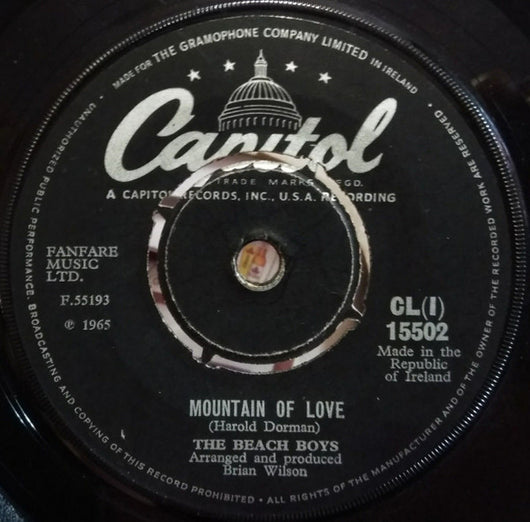 MADE FOR THE GRAMOPHONE COMPANY LIMITED IN IRELAND.
Capitol
TRADE MARK REGD.
A CAPITOL RECORDS, INC., U.S.A. RECORDING
FANFARE
MUSIC
LTD.
F.55193
℗ 1965
CL(I)
15502
Made in the
Republic
of Ireland
MOUNTAIN OF LOVE
(Harold Dorman)
THE BEACH BOYS
Arranged and produced
Brian Wilson
ALL RIGHTS OF THE MANUFACTURER AND OF THE OWNER OF THE RECORDED WORK ARE RESERVED.
UNAUTHORIZED PUBLIC PERFORMANCE, BROADCASTING AND COPYING OF THIS RECORD PROHIBITED